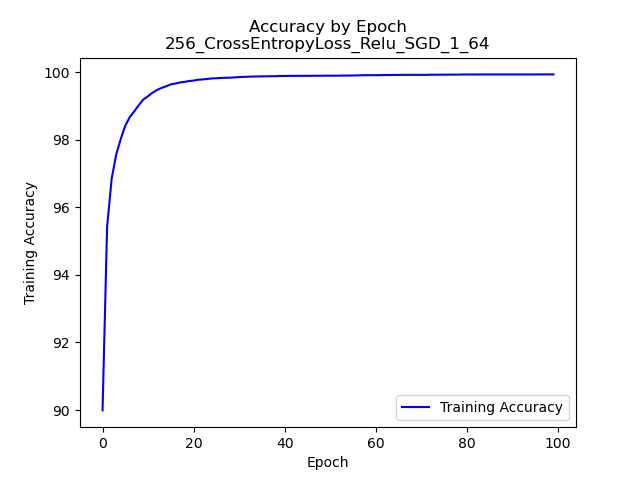 Accuracy by Epoch
256_CrossEntropyLoss_Relu_SGD_1_64
100
98
96
94
92
90
Training Accuracy
Training Accuracy
0 20 40 60 80 100
Epoch